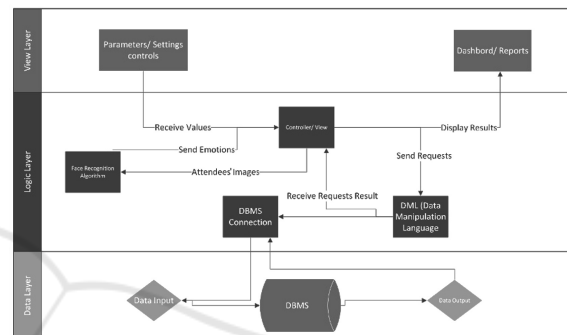 View Layer
Parameters/ Settings
controls
Dashbord/ Reports
Logic Layer
Receive Values
Controller/ View
Display Results
Send Emotions
Send Requests
Face Recognition
Algorithm
Attendees' Images
Receive Requests Result
DBMS
Connection
DML (Data
Manipulation
Language
Data Layer
Data Input
DBMS
Data Output